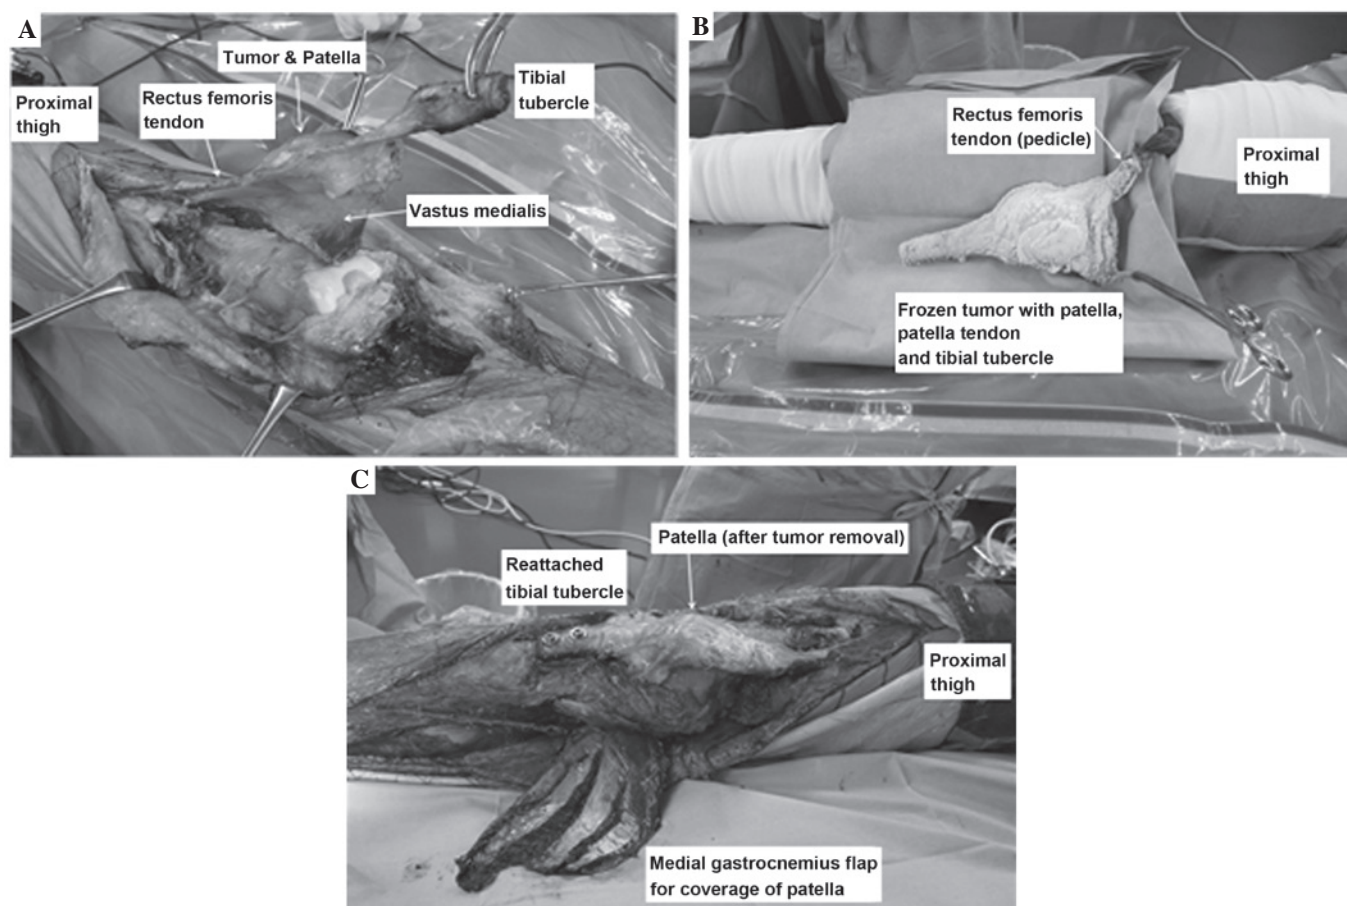 A
Tumor & Patella
Proximal
thigh
Rectus femoris
tendon
Tibial
tubercle
Vastus medialis
B
Rectus femoris
tendon (pedicle)
Proximal
thigh
Frozen tumor with patella,
patella tendon
and tibial tubercle
C
Patella (after tumor removal)
Reattached
tibial tubercle
Proximal
thigh
Medial gastrocnemius flap
for coverage of patella